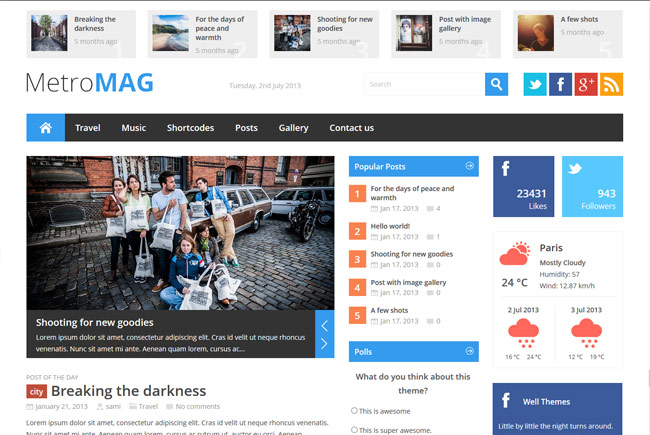 Breaking the
darkness
5 months ago
1
For the days of
peace and
warmth
5 months ago
2
Shooting for new
goodies
5 months ago
3
Post with image
gallery
5 months ago
4
A few shots
5 months ago
5
MetroMAG
Tuesday, 2nd July 2013
Search
Travel Music Shortcodes Posts Gallery Contact us
Shooting for new goodies
Lorem ipsum dolor sit amet, consectetur adipiscing elit. Cras id velit ut neque rhoncus
venenatis. Nunc sit amet mi ante. Aenean quam lorem, cursus ac...
POST OF THE DAY
city Breaking the darkness
January 21, 2013 sami Travel No comments
Lorem ipsum dolor sit amet, consectetur adipiscing elit. Cras id velit ut neque rhoncus
venenatis. Nunc sit amet mi ante. Aenean quam lorem, cursus ac rutrum ut, auctor dictum dolor.
Popular Posts
1 For the days of peace and
warmth
Jan 17, 2013 4
2 Hello world!
Jan 17, 2013 1
3 Shooting for new goodies
Jan 17, 2013 0
4 Post with image gallery
Jan 17, 2013 0
5 A few shots
Jan 17, 2013 0
Polls
What do you think about this
theme?
This is awesome
This is super awesome.
f
23431
Likes
943
Followers
Paris
Mostly Cloudy
Humidity: 57
Wind: 12.87 km/h
24 °C
2 Jul 2013 3 Jul 2013
16 °C 24 °C 12 °C 19 °C
f Well Themes
Little by little the night turns around.